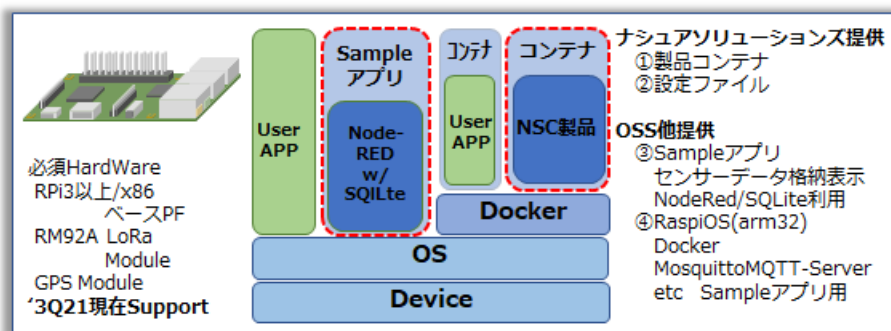 必須HardWare
RPi3以上/x86
ベースPF
RM92A LoRa
Module
GPS Module
‘3Q21現在Support
User
APP
Sample
アプリ
Node-
RED
w/
SQILte
コンテナ
User
APP
コンテナ
NSC製品
Docker
OS
Device
ナシュアソリューションズ提供
①製品コンテナ
②設定ファイル
OSS他提供
③Sampleアプリ
センサーデータ格納表示
NodeRed/SQLite利用
④RaspiOS(arm32)
Docker
MosquittoMQTT-Server
etc Sampleアプリ用